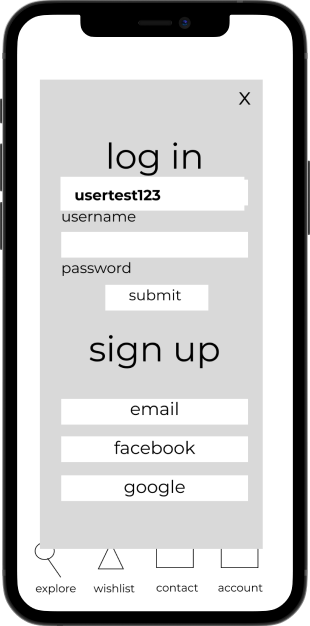 X
log in
usertest123
username
password
submit
sign up
email
facebook
google
explore wishlist contact account